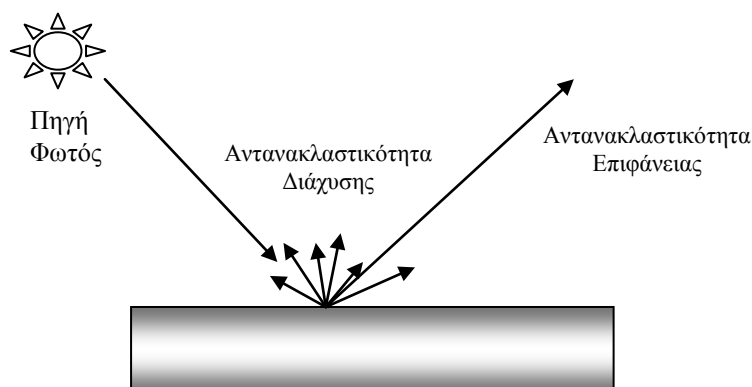 Πηγή
Φωτός
Αντανακλαστικότητα
Διάχυσης
Αντανακλαστικότητα
Επιφάνειας